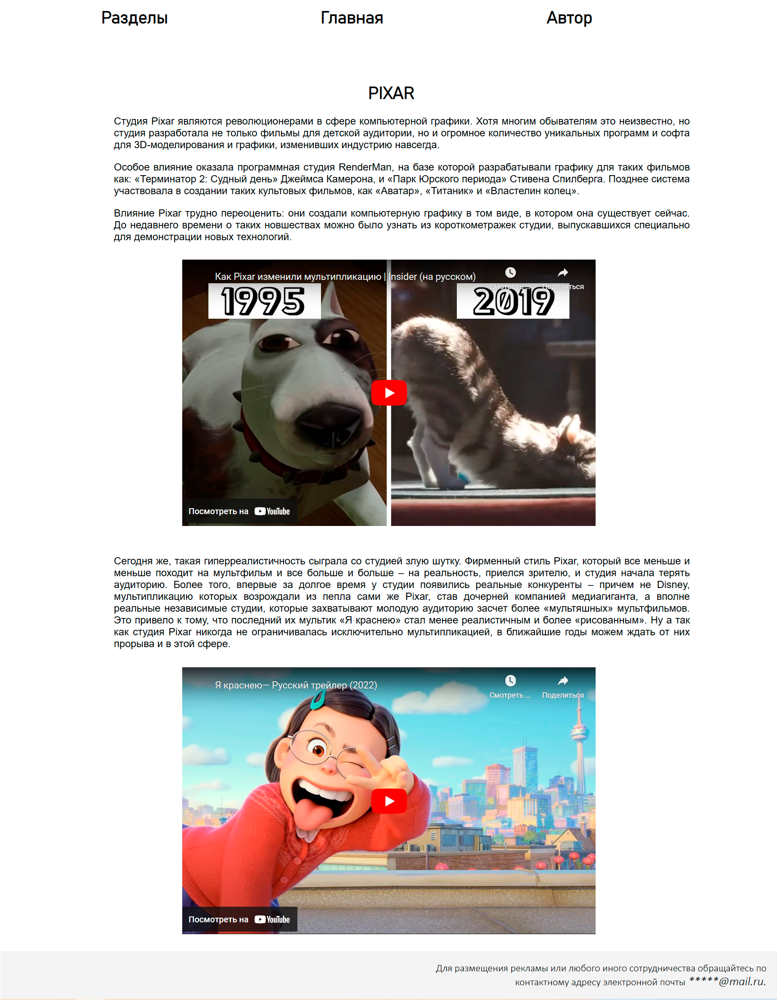 Разделы
Главная
Автор
PIXAR
Студия Pixar являются революционерами в сфере компьютерной графики. Хотя многим обывателям это неизвестно, но
студия разработала не только фильмы для детской аудитории, но и огромное количество уникальных программ и софта
для 3D-моделирования и графики, изменивших индустрию навсегда.
Особое влияние оказала программная студия RenderMan, на базе которой разрабатывали графику для таких фильмов
как: «Терминатор 2: Судный день» Джеймса Камерона, и «Парк Юрского периода» Стивена Спилберга. Позднее система
участвовала в создании таких культовых фильмов, как «Аватар», «Титаник» и «Властелин колец».
Влияние Pixar трудно переоценить: они создали компьютерную графику в том виде, в котором она существует сейчас.
До недавнего времени о таких новшествах можно было узнать из короткометражек студии, выпускавшихся специально
для демонстрации новых технологий.
Как Pixar изменили мультипликацию | Insider (на русском)
Смотреть ...
Поделиться
1995
2019
Посмотреть на YouTube
Сегодня же, такая гиперреалистичность сыграла со студией злую шутку. Фирменный стиль Pixar, который все меньше и
меньше походит на мультфильм и все больше и больше – на реальность, приелся зрителю, и студия начала терять
аудиторию. Более того, впервые за долгое время у студии появились реальные конкуренты – причем не Disney,
мультипликацию которых возрождали из пепла сами же Pixar, став дочерней компанией медиагиганта, а вполне
реальные независимые студии, которые захватывают молодую аудиторию засчет более «мультяшных» мультфильмов.
Это привело к тому, что последний их мультик «Я краснею» стал менее реалистичным и более «рисованным». Ну а так
как студия Pixar никогда не ограничивалась исключительно мультипликацией, в ближайшие годы можем ждать от них
прорыва и в этой сфере.
Я краснею— Русский трейлер (2022)
Смотреть ...
Поделиться
Посмотреть на YouTube
Для размещения рекламы или любого иного сотрудничества обращайтесь по
контактному адресу электронной почты *****@mail.ru.